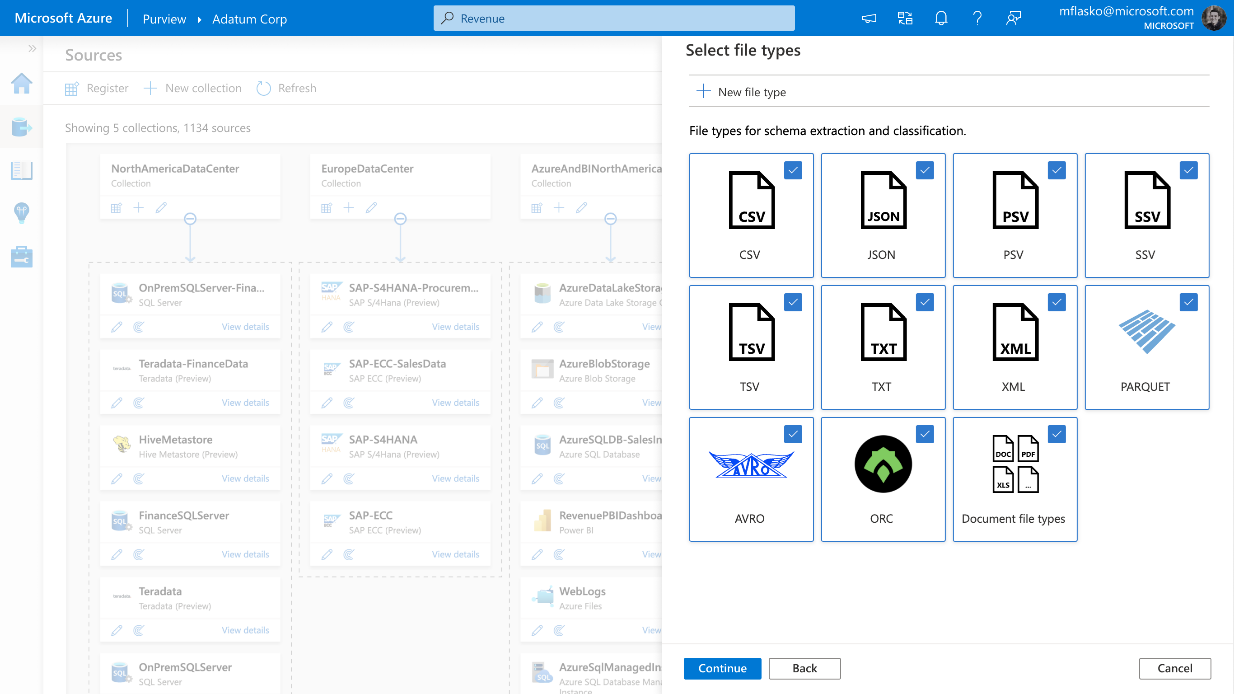 Microsoft Azure
Purview
Adatum Corp
Revenue
mflasko@microsoft.com
MICROSOFT
Sources
Register
New collection
Refresh
Showing 5 collections, 1134 sources
NorthAmericaDataCenter
Collection
EuropeDataCenter
Collection
AzureAndBINorthAmerica
Collection
OnPremSQLServer-Fina...
SQL Server
View details
Teradata-FinanceData
Teradata (Preview)
View details
HiveMetastore
Hive Metastore (Preview)
View details
FinanceSQLServer
SQL Server
View details
Teradata
Teradata (Preview)
View details
OnPremSQLServer
SQL Server
SAP-S4HANA-Procurem...
SAP S/4Hana (Preview)
View details
SAP-ECC-SalesData
SAP ECC (Preview)
View details
SAP-S4HANA
SAP S/4Hana (Preview)
View details
SAP-ECC
SAP ECC (Preview)
View details
AzureDataLakeStora
Azure Data Lake Storage
View
AzureBlobStorage
Azure Blob Storage
View
AzureSQLDB-SalesIn
Azure SQL Database
View
RevenuePBIDashboa
Power BI
View
WebLogs
Azure Files
View
AzureSqlManagedIn
Azure SQL Database Man
Instance
Select file types
New file type
File types for schema extraction and classification.
CSV
CSV
JSON
JSON
PSV
PSV
SSV
SSV
TSV
TSV
TXT
TXT
XML
XML
PARQUET
AVRO
AVRO
ORC
DOC PDF
XLS ...
Document file types
Continue
Back
Cancel